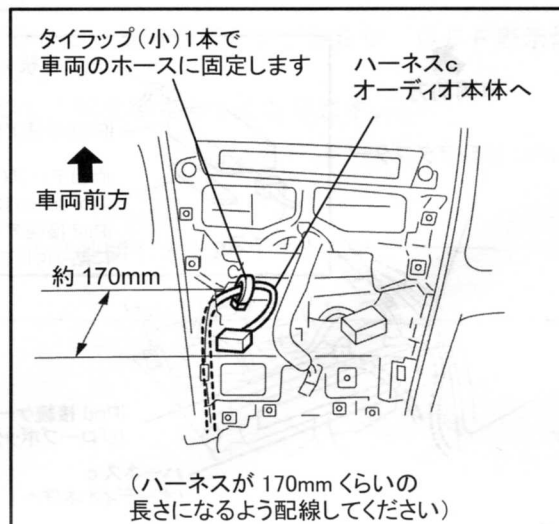 タイラップ(小)1本で
車両のホースに固定します
ハーネスc
オーディオ本体へ
車両前方
約 170mm
(ハーネスが 170mm くらいの
長さになるよう配線してください)